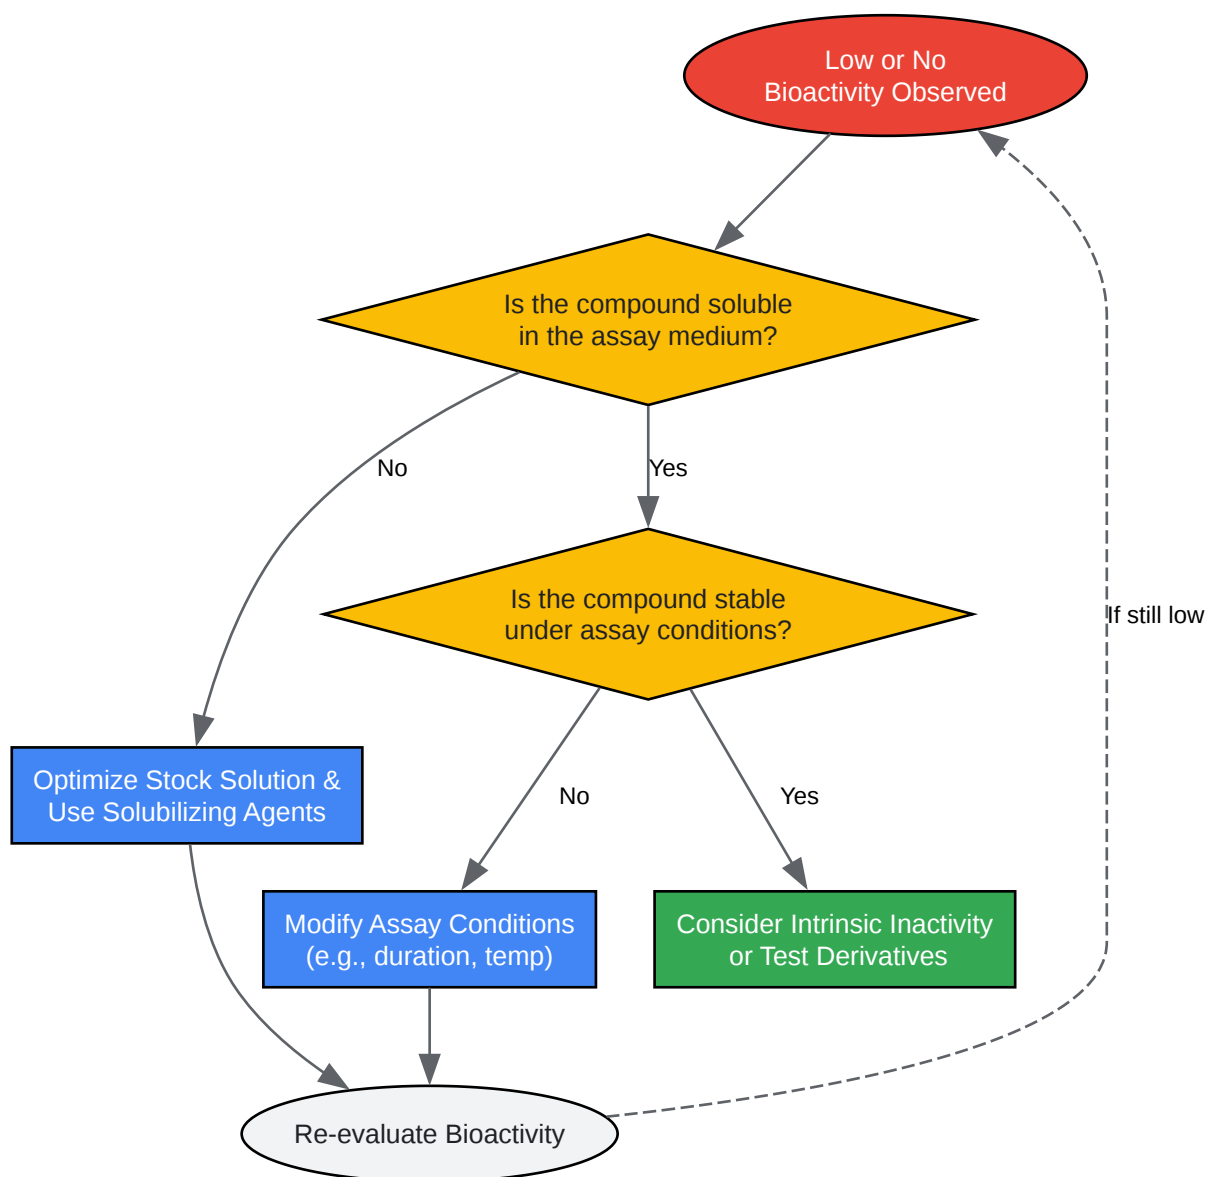 Low or No
Bioactivity Observed
Is the compound soluble
in the assay medium?
No
Yes
Is the compound stable
under assay conditions?
If still low
Optimize Stock Solution &
Use Solubilizing Agents
No
Yes
Modify Assay Conditions
(e.g., duration, temp)
Consider Intrinsic Inactivity
or Test Derivatives
Re-evaluate Bioactivity